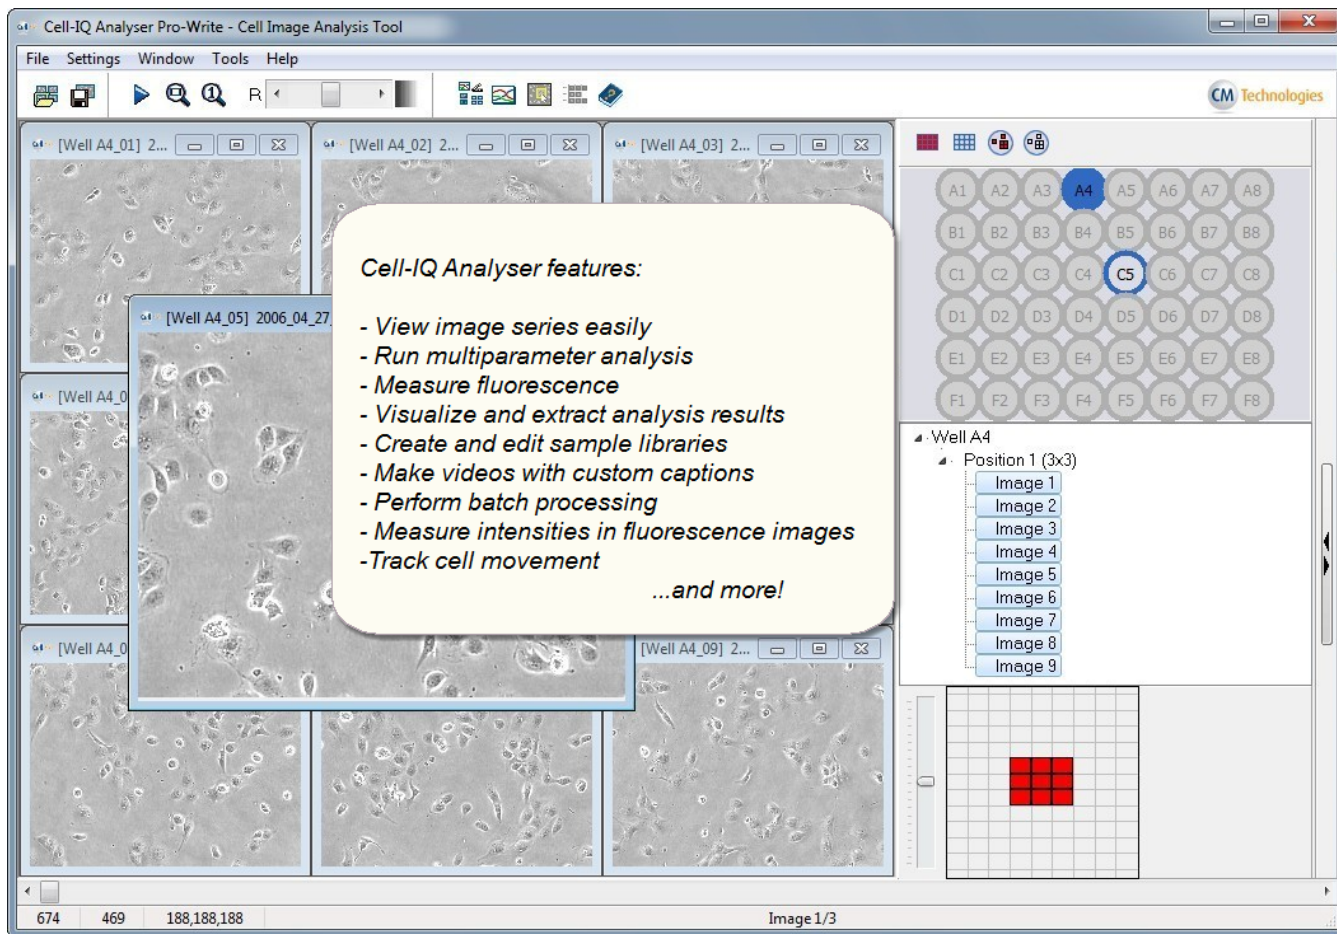 Cell-IQ Analyser Pro-Write - Cell Image Analysis Tool
File Settings Window Tools Help
R
CM Technologies
[Well A4_01] 2...
[Well A4_02] 2...
[Well A4_03] 2...
A1 A2 A3 A4 A5 A6 A7 A8
B1 B2 B3 B4 B5 B6 B7 B8
C1 C2 C3 C4 C5 C6 C7 C8
D1 D2 D3 D4 D5 D6 D7 D8
E1 E2 E3 E4 E5 E6 E7 E8
F1 F2 F3 F4 F5 F6 F7 F8
[Well A4_0
[Well A4_05] 2006_04_27_
Cell-IQ Analyser features:
- View image series easily
- Run multiparameter analysis
- Measure fluorescence
- Visualize and extract analysis results
- Create and edit sample libraries
- Make videos with custom captions
- Perform batch processing
- Measure intensities in fluorescence images
-Track cell movement
...and more!
Well A4
Position 1 (3x3)
Image 1
Image 2
Image 3
Image 4
Image 5
Image 6
Image 7
Image 8
Image 9
[Well A4_0
[Well A4_09] 2...
674 469 188,188,188 Image 1/3